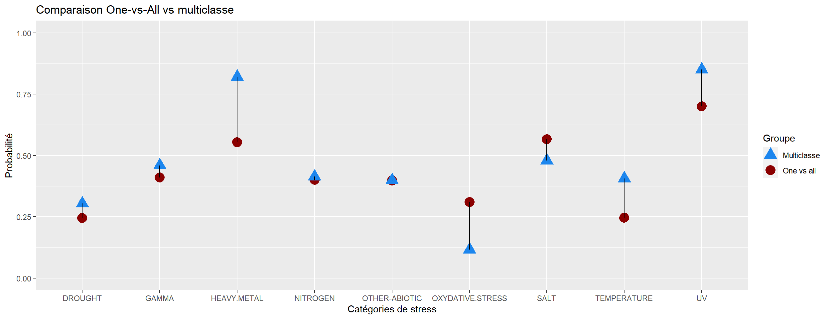 Comparaison One-vs-All vs multiclasse
Probabilité
1.00
0.75
0.50
0.25
0.00
DROUGHT
GAMMA
HEAVY.METAL
NITROGEN
OTHER-ABIOTIC
OXYDATIVE.STRESS
SALT
TEMPERATURE
UV
Catégories de stress
Groupe
Multiclasse
One vs all